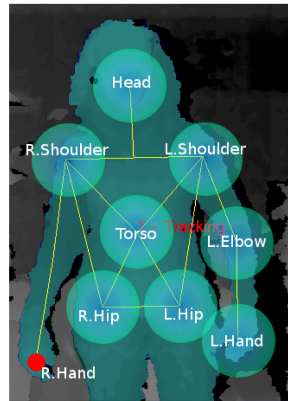 Head
R.Shoulder
L.Shoulder
Torso
Tracking
L.Elbow
R.Hip
L.Hip
L.Hand
R.Hand